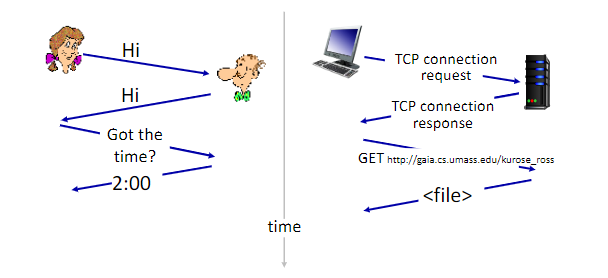 Hi
Hi
Got the
time?
2:00
TCP connection
request
TCP connection
response
GET http://gaia.cs.umass.edu/kurose_ross
<file>
time